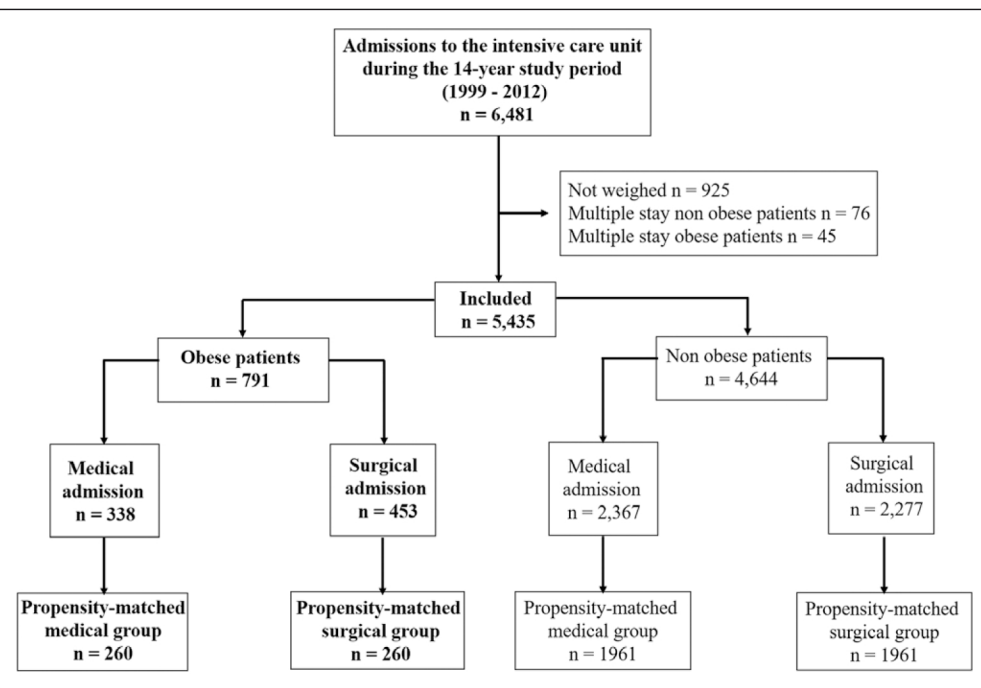 Admissions to the intensive care unit
during the 14-year study period
(1999 - 2012)
n = 6,481
Not weighed n = 925
Multiple stay non obese patients n = 76
Multiple stay obese patients n = 45
Included
n = 5,435
Obese patients
n = 791
Non obese patients
n = 4,644
Medical
admission
n = 338
Surgical
admission
n = 453
Medical
admission
n = 2,367
Surgical
admission
n = 2,277
Propensity-matched
medical group
n = 260
Propensity-matched
surgical group
n = 260
Propensity-matched
medical group
n = 1961
Propensity-matched
surgical group
n = 1961